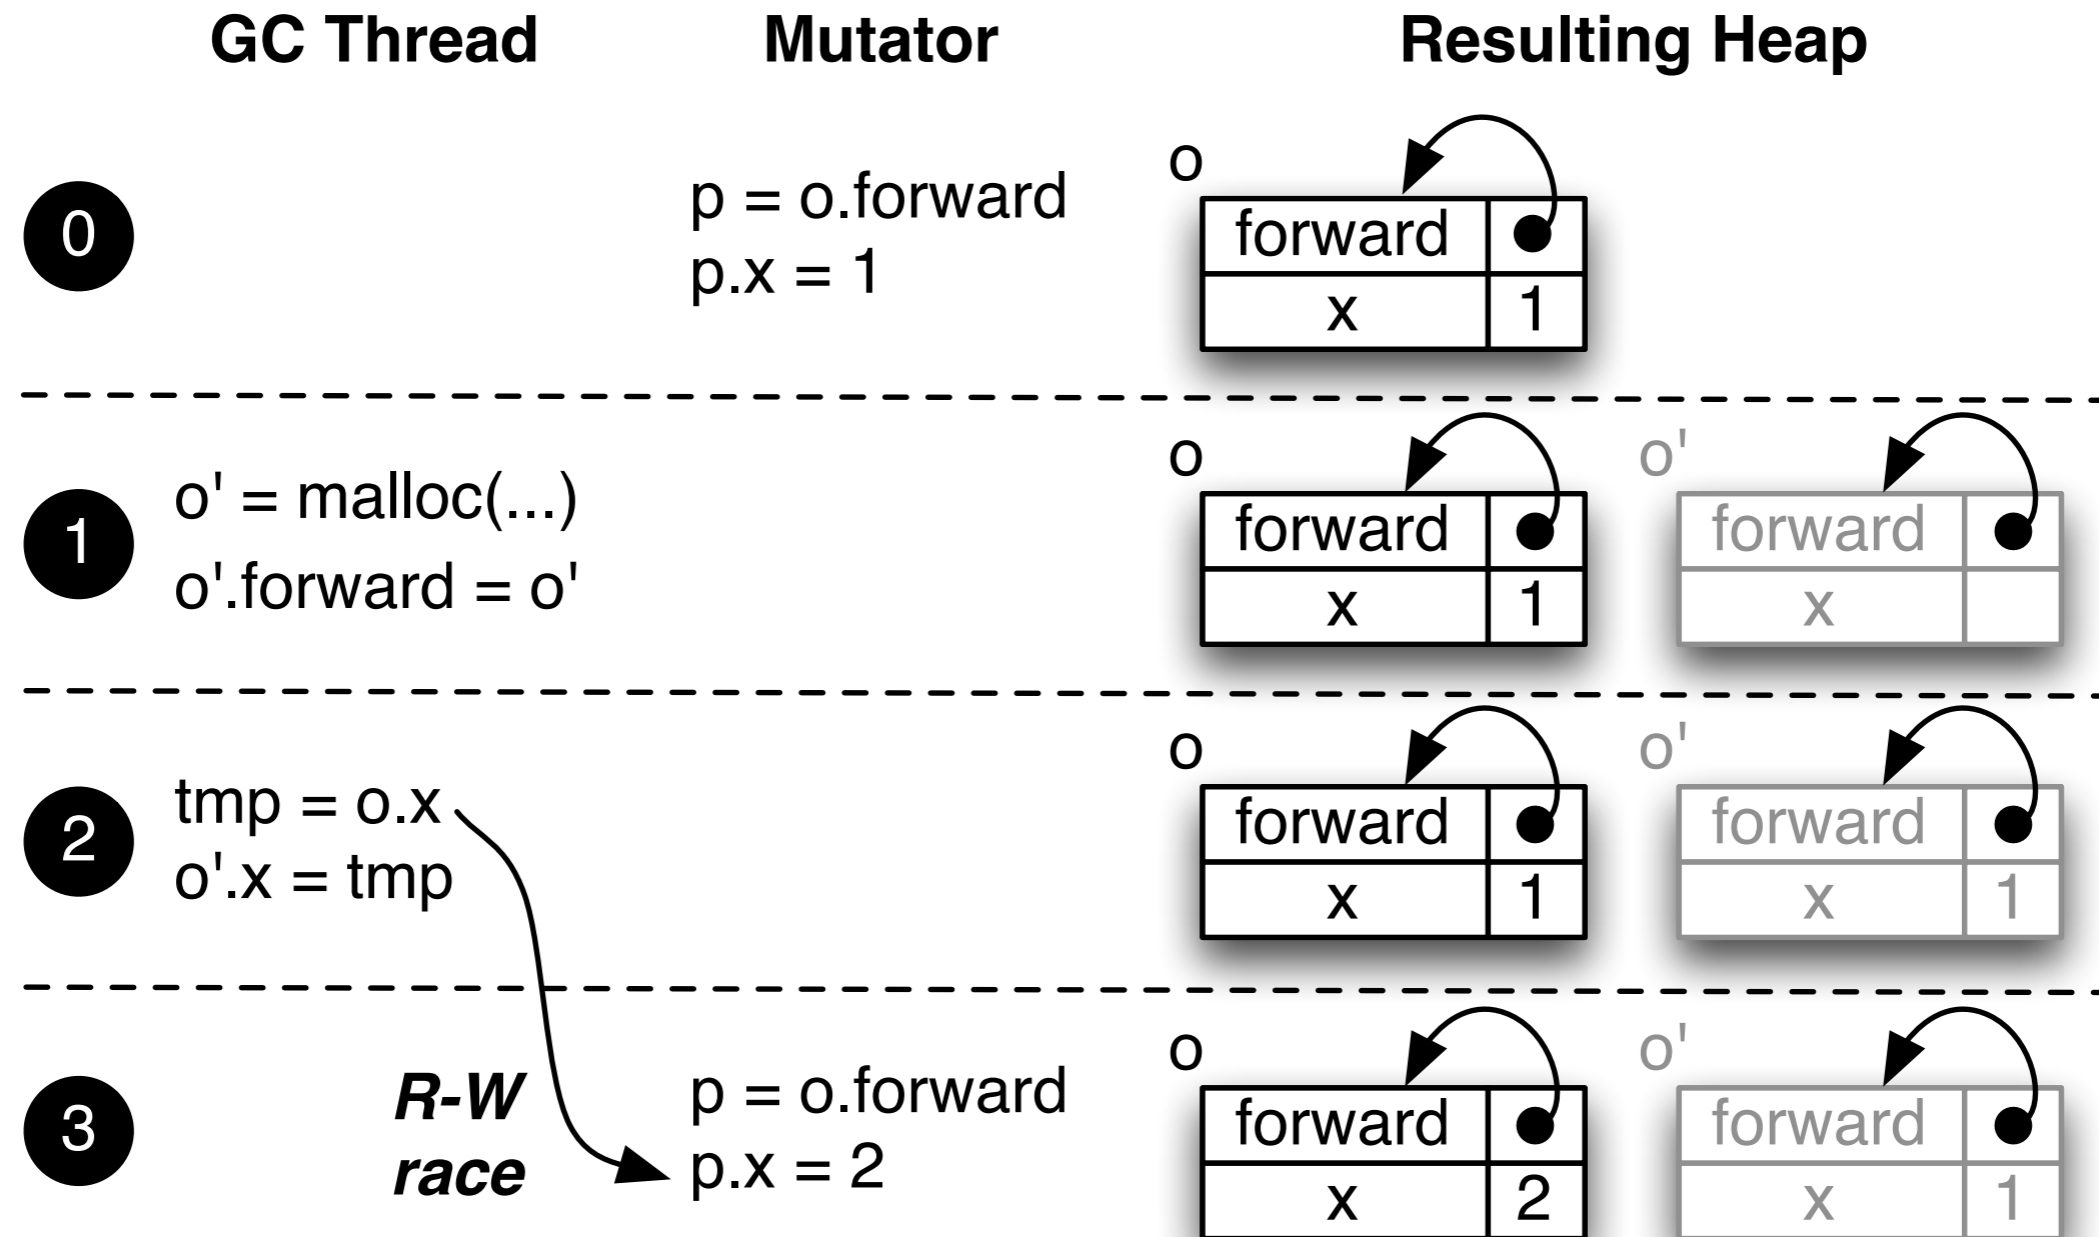 GC Thread Mutator Resulting Heap
0
p = o.forward
p.x = 1
o
forward
x 1
1
o' = malloc(...)
o'.forward = o'
o
forward
x 1
o'
forward
x
2
tmp = o.x
o'.x = tmp
o
forward
x 1
o'
forward
x 1
3
R-W
race
p = o.forward
p.x = 2
o
forward
x 2
o'
forward
x 1